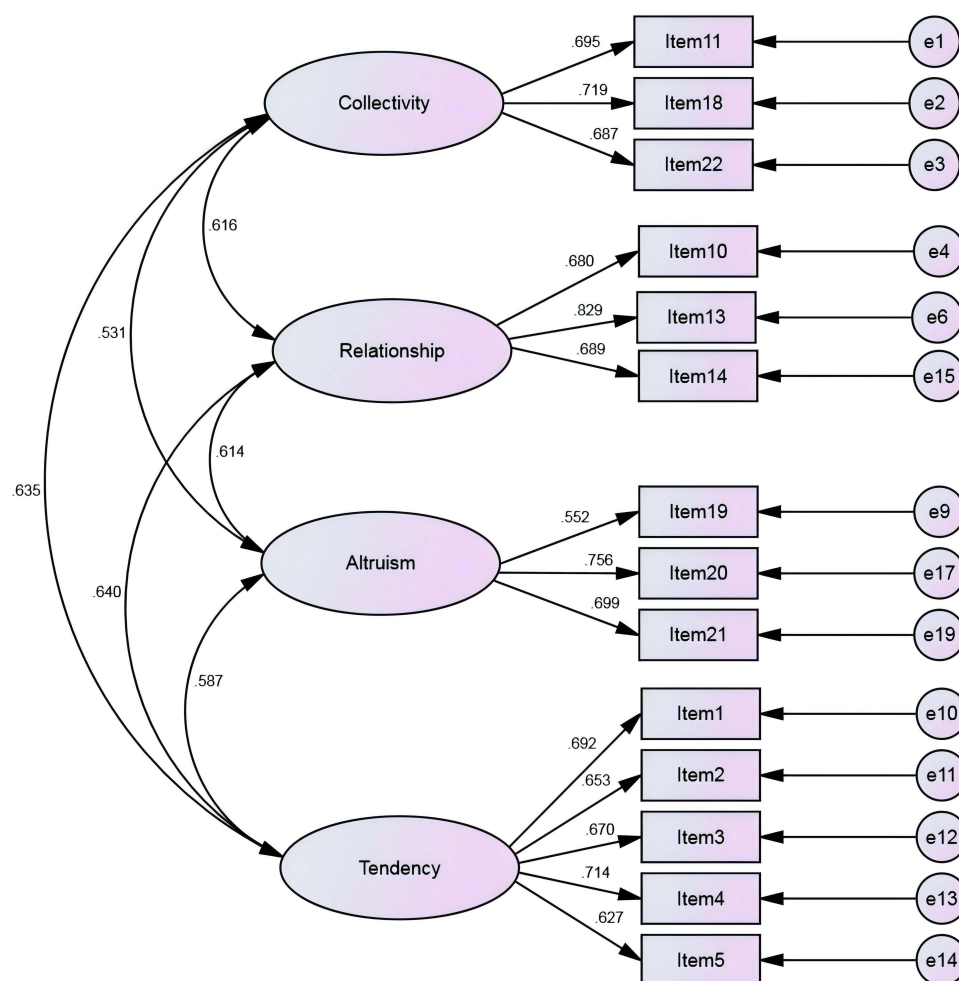 .695 Item11 e1
Collectivity .719 Item18 e2
.687 Item22 e3
.616
.680 Item10 e4
.531 .829 Item13 e6
Relationship .689 Item14 e15
.614
.635
.552 Item19 e9
Altruism .756 Item20 e17
.640 .699 Item21 e19
.587
.692 Item1 e10
.653 Item2 e11
.670 Item3 e12
Tendency .714 Item4 e13
.627 Item5 e14